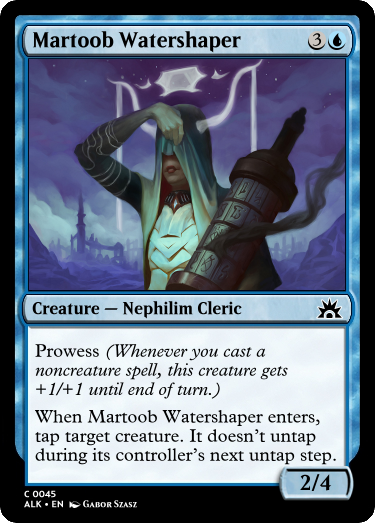 Martoob Watershaper 3
Creature — Nephilim Cleric
Prowess (Whenever you cast a
noncreature spell, this creature gets
+1/+1 until end of turn.)
When Martoob Watershaper enters,
tap target creature. It doesn't untap
during its controller's next untap step.
2/4
C 0045
ALK • EN Gabor Szasz